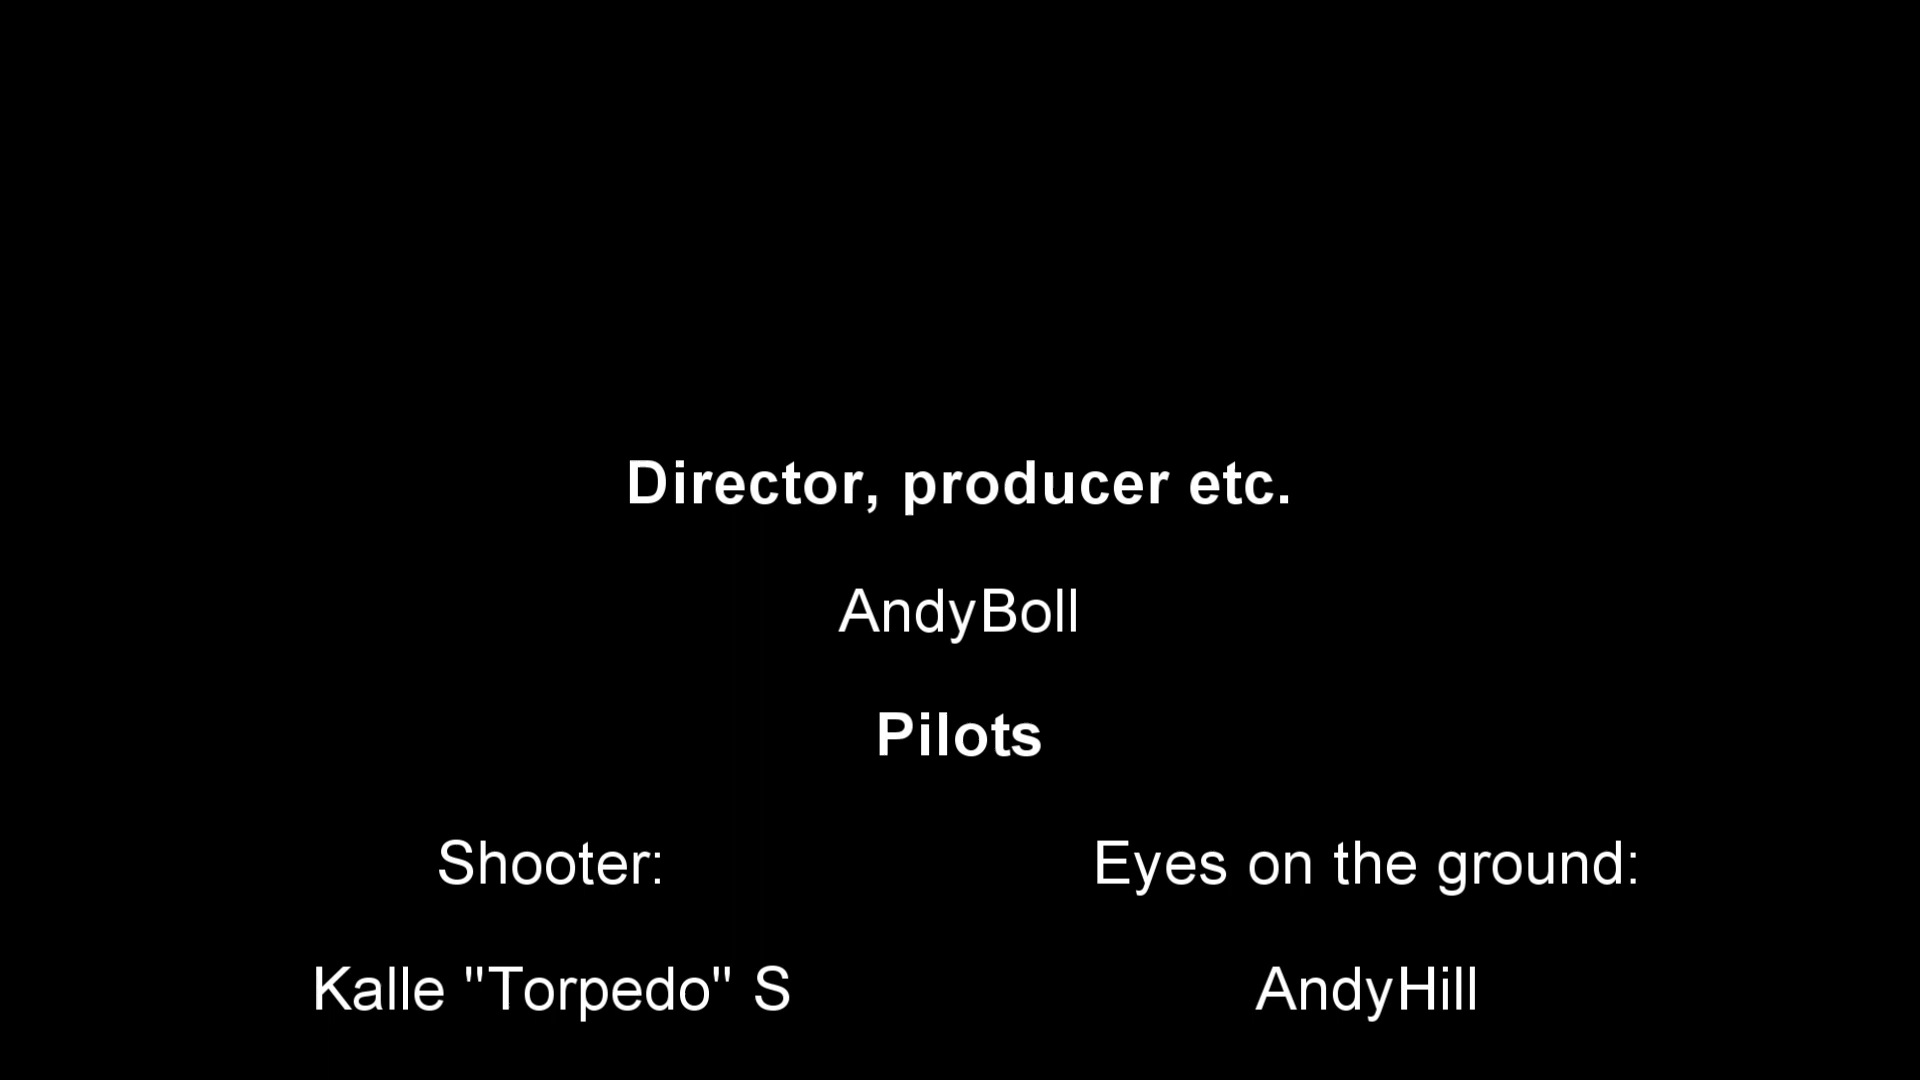 Director, producer etc.
AndyBoll
Pilots
Shooter: Eyes on the ground:
Kalle "Torpedo" S AndyHill